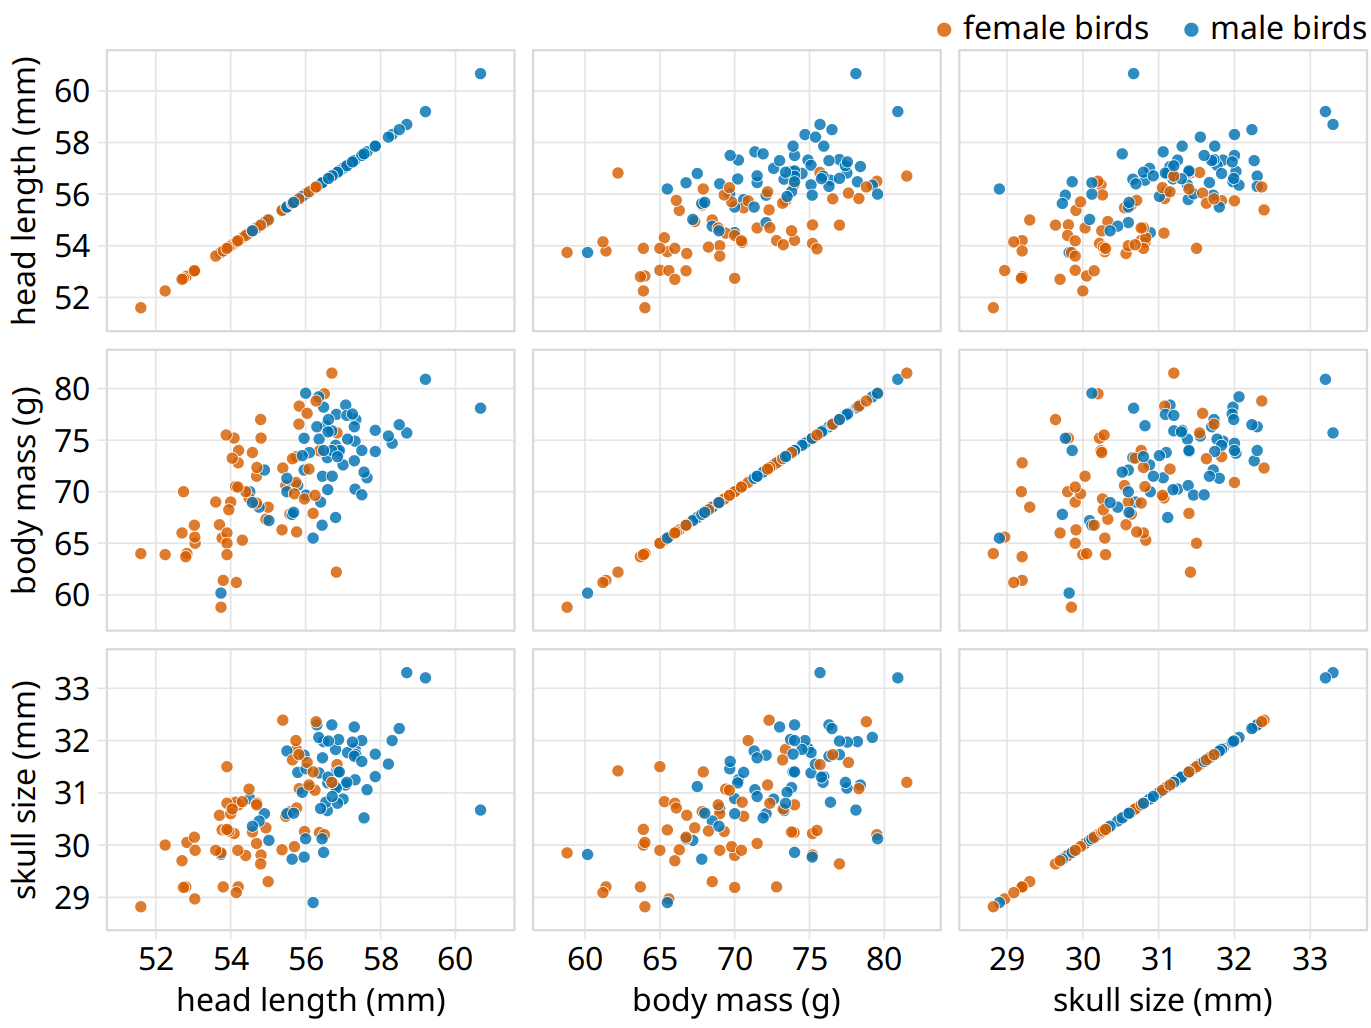 female birds male birds
head length (mm)
60
58
56
54
52
body mass (g)
80
75
70
65
60
skull size (mm)
33
32
31
30
29
52 54 56 58 60
60 65 70 75 80
29 30 31 32 33
head length (mm) body mass (g) skull size (mm)